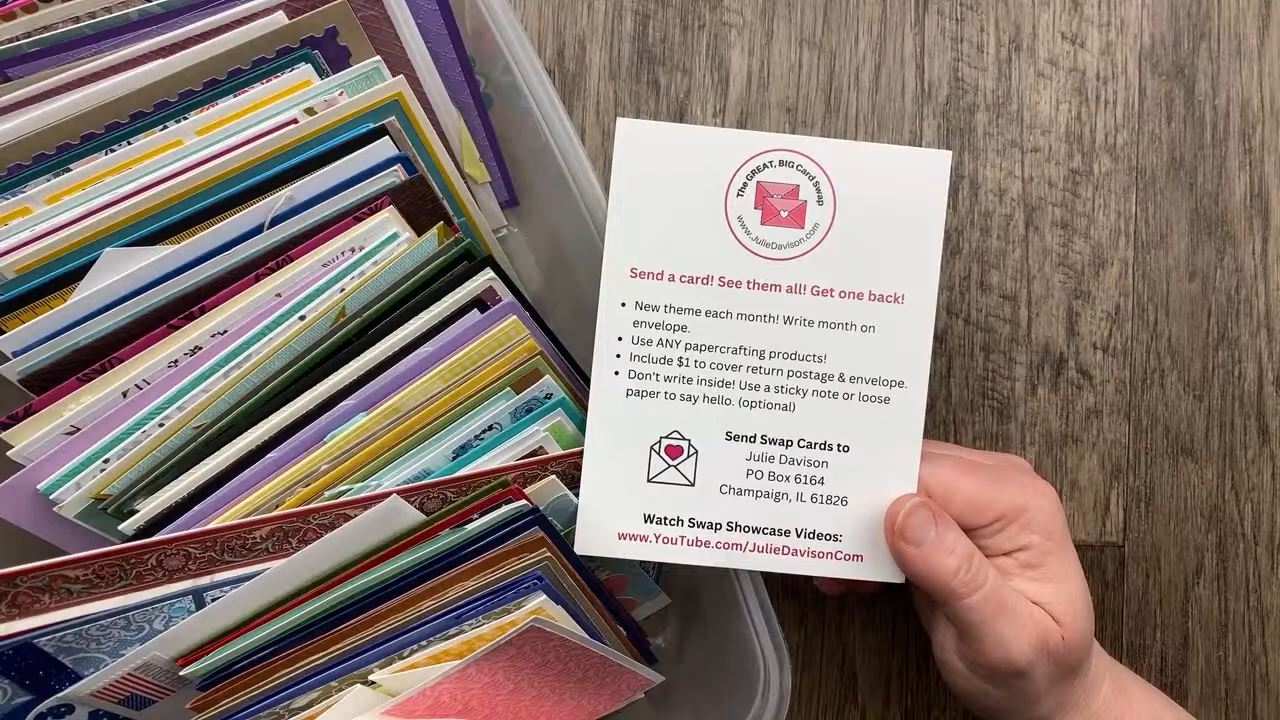 The GREAT, BIG Card Swap
www.JulieDavison.com
Send a card! See them all! Get one back!
• New theme each month! Write month on
envelope.
• Use ANY papercrafting products!
• Include $1 to cover return postage & envelope.
• Don't write inside! Use a sticky note or loose
paper to say hello. (optional)
Send Swap Cards to
Julie Davison
PO Box 6164
Champaign, IL 61826
Watch Swap Showcase Videos:
www.YouTube.com/JulieDavisonCom